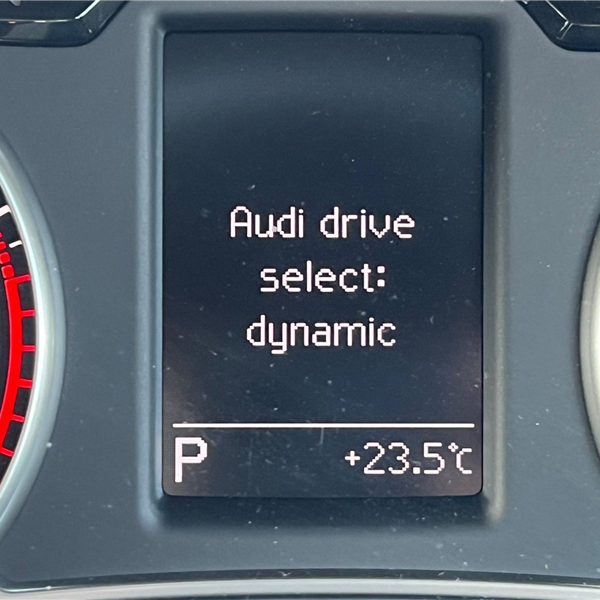 Audi drive
select:
dynamic
P +23.5°C